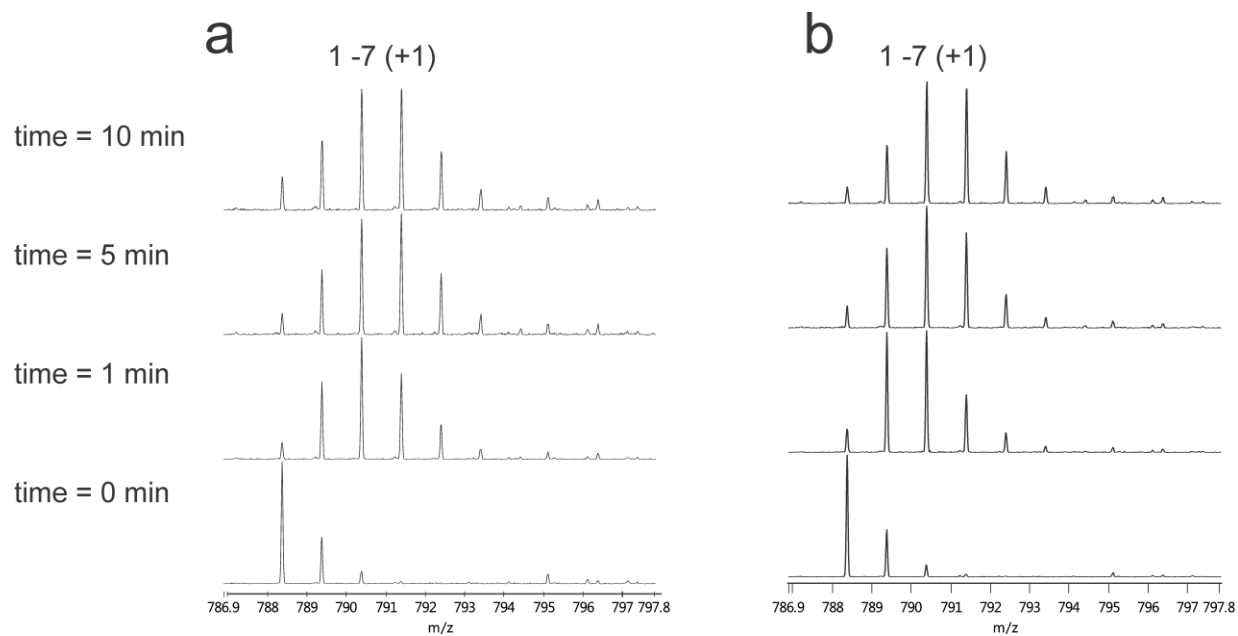 a
b
1 -7 (+1)
1 -7 (+1)
time = 10 min
time = 5 min
time = 1 min
time = 0 min
786.9 788 789 790 791 792 793 794 795 796 797 797.8
m/z
786.9 788 789 790 791 792 793 794 795 796 797 797.8
m/z